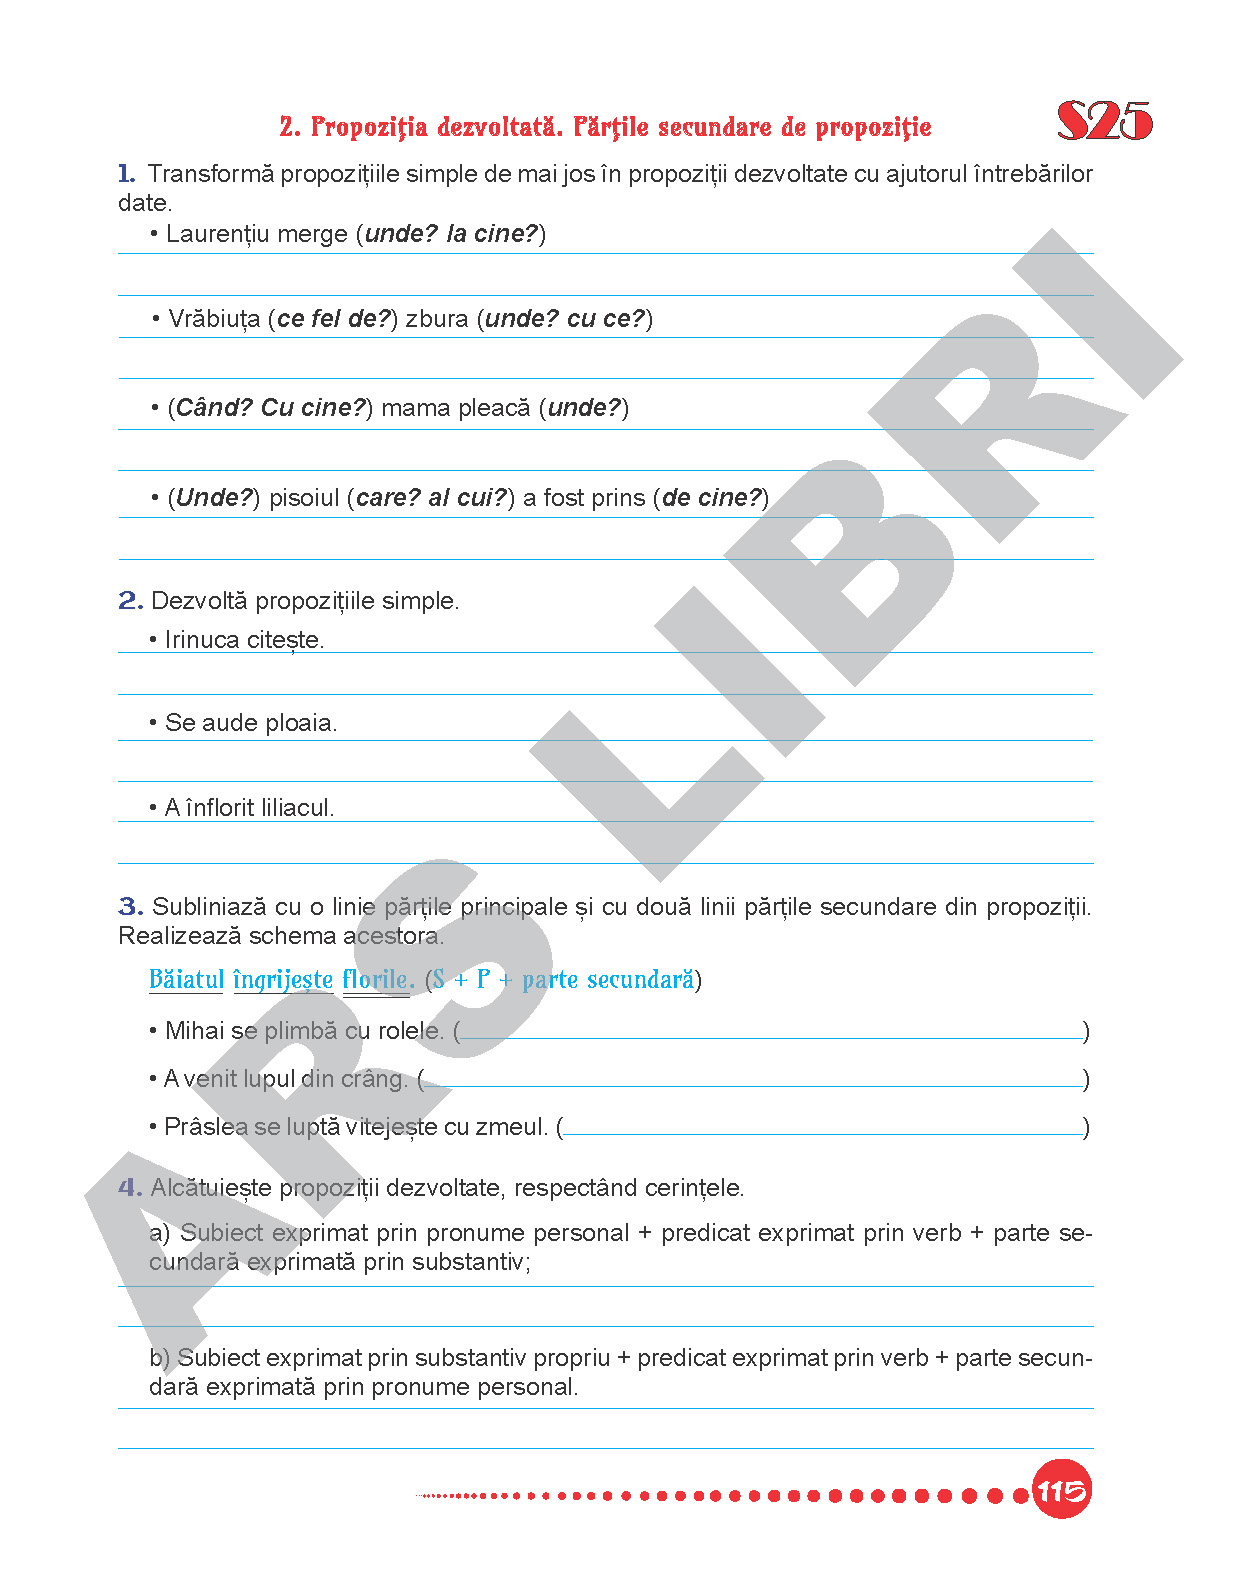 2. Propoziția dezvoltată. Părțile secundare de propoziție
S25
1. Transformă propozițiile simple de mai jos în propoziții dezvoltate cu ajutorul întrebărilor
date.
• Laurențiu merge (unde? la cine?)
• Vrăbiuța (ce fel de?) zbura (unde? cu ce?)
• (Când? Cu cine?) mama pleacă (unde?)
• (Unde?) pisoiul (care? al cui?) a fost prins (de cine?)
2. Dezvoltă propozițiile simple.
• Irinuca citește.
• Se aude ploaia.
• A înflorit liliacul.
3. Subliniază cu o linie părțile principale și cu două linii părțile secundare din propoziții.
Realizează schema acestora.
Băiatul îngrijește florile. (S + P + parte secundară)
• Mihai se plimbă cu rolele. ( )
• A venit lupul din crâng. ( )
• Prâslea se luptă vitejește cu zmeul. ( )
4. Alcătuiește propoziții dezvoltate, respectând cerințele.
a) Subiect exprimat prin pronume personal + predicat exprimat prin verb + parte se-
cundară exprimată prin substantiv;
b) Subiect exprimat prin substantiv propriu + predicat exprimat prin verb + parte secun-
dară exprimată prin pronume personal.
115
ARS LIBRI